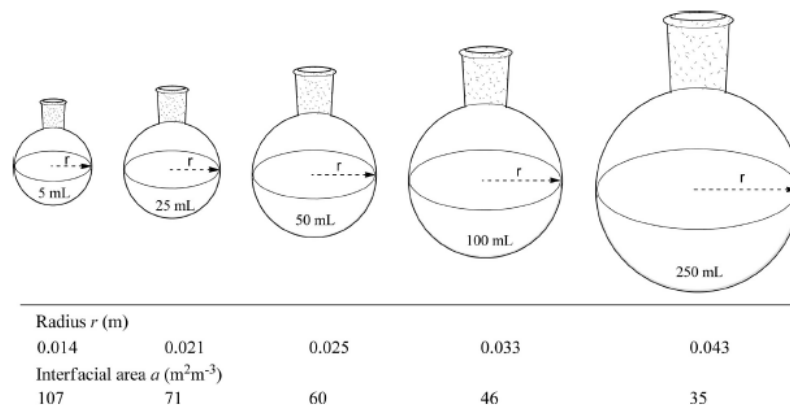 r r r r r
5 mL 25 mL 50 mL 100 mL 250 mL
Radius r (m)
0.014 0.021 0.025 0.033 0.043
Interfacial area a (m²m⁻³)
107 71 60 46 35